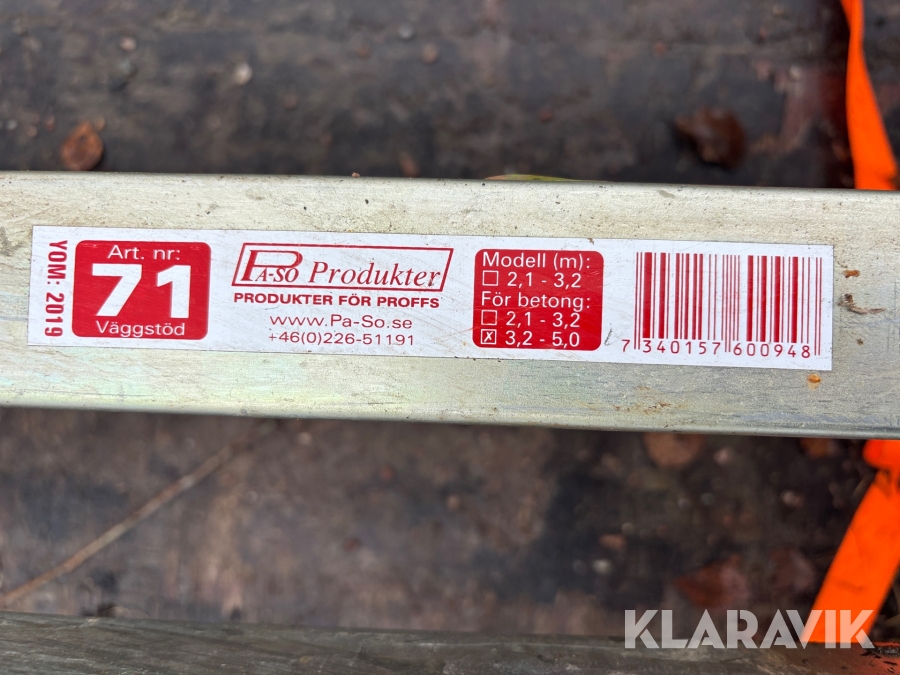 YOM: 2019
Art. nr:
71
Väggstöd
PA-SO Produkter
PRODUKTER FÖR PROFFS
www.Pa-So.se
+46(0)226-51191
Modell (m):
☐ 2,1 - 3,2
För betong:
☐ 2,1 - 3,2
☒ 3,2 - 5,0
7 340157 600948
KLARAVIK